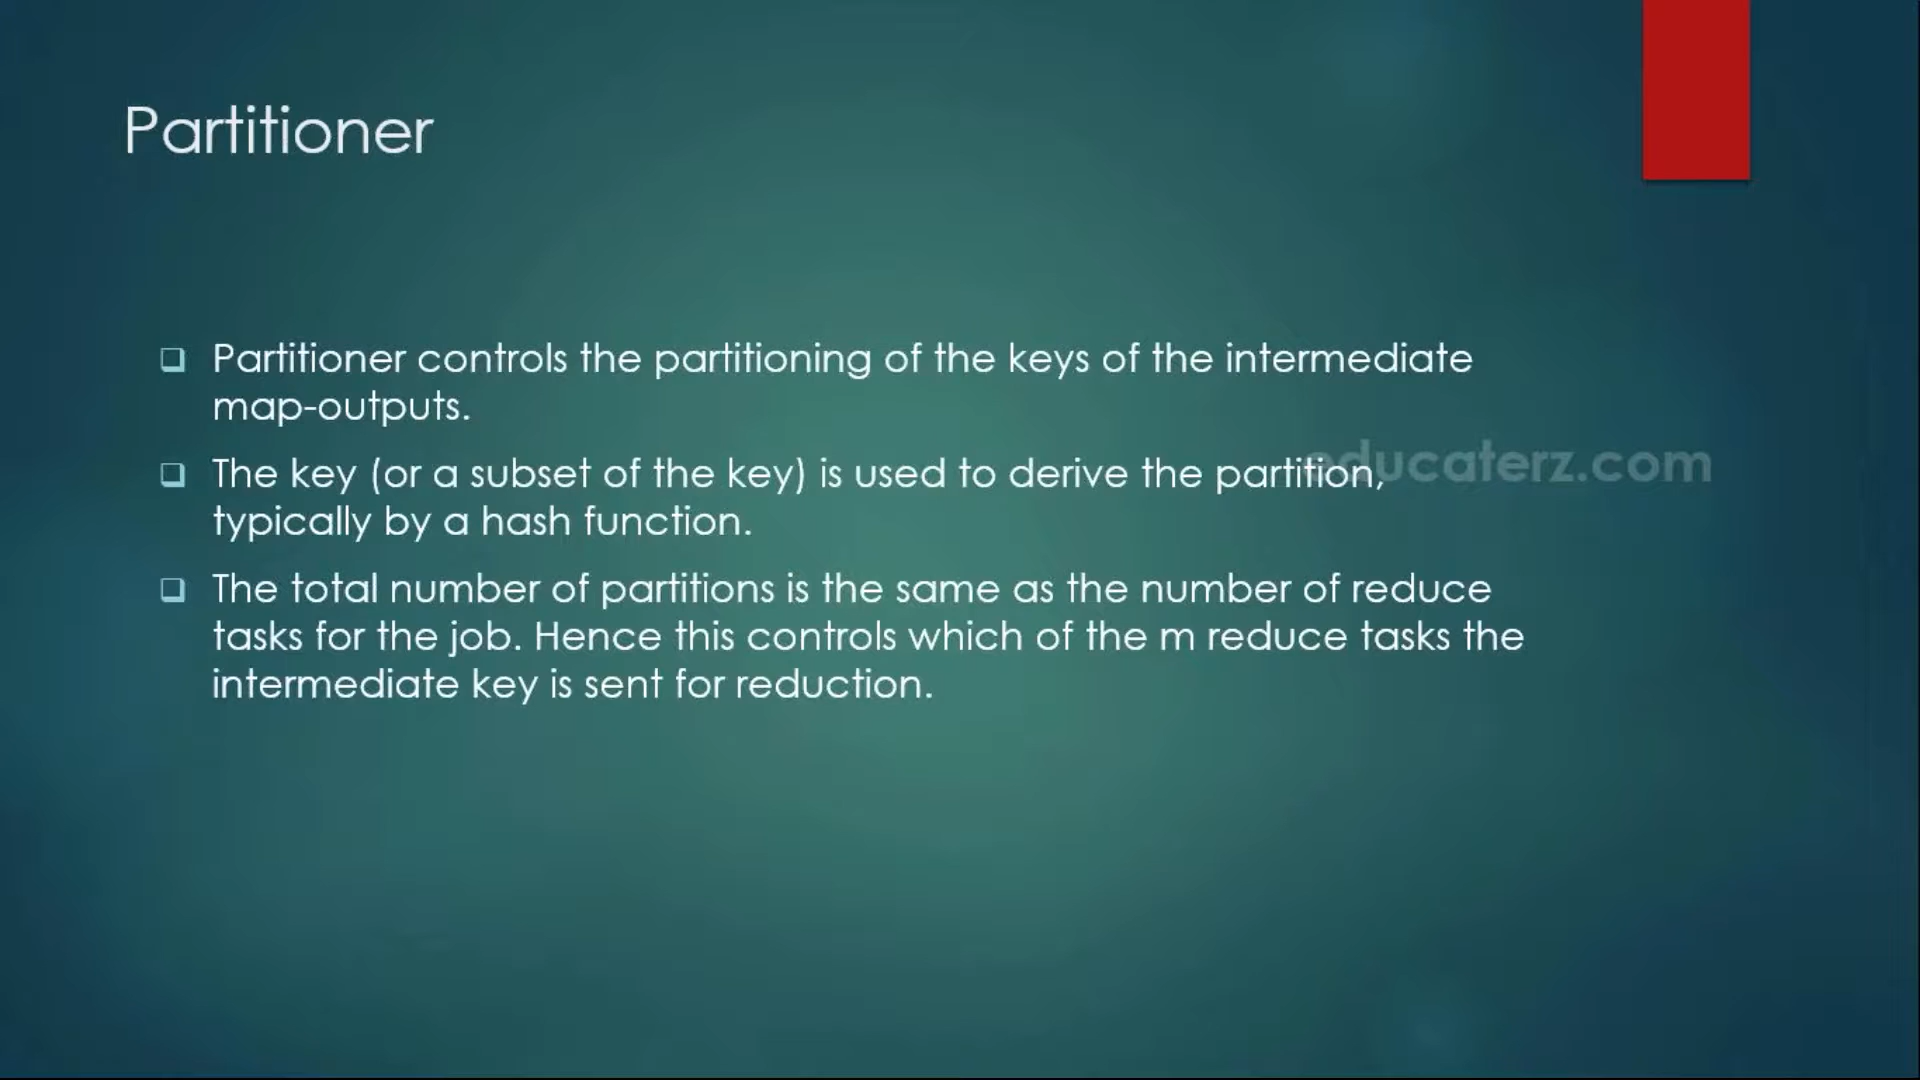 Partitioner
❑ Partitioner controls the partitioning of the keys of the intermediate
map-outputs.
❑ The key (or a subset of the key) is used to derive the partition,
typically by a hash function.
educaterz.com
❑ The total number of partitions is the same as the number of reduce
tasks for the job. Hence this controls which of the m reduce tasks the
intermediate key is sent for reduction.